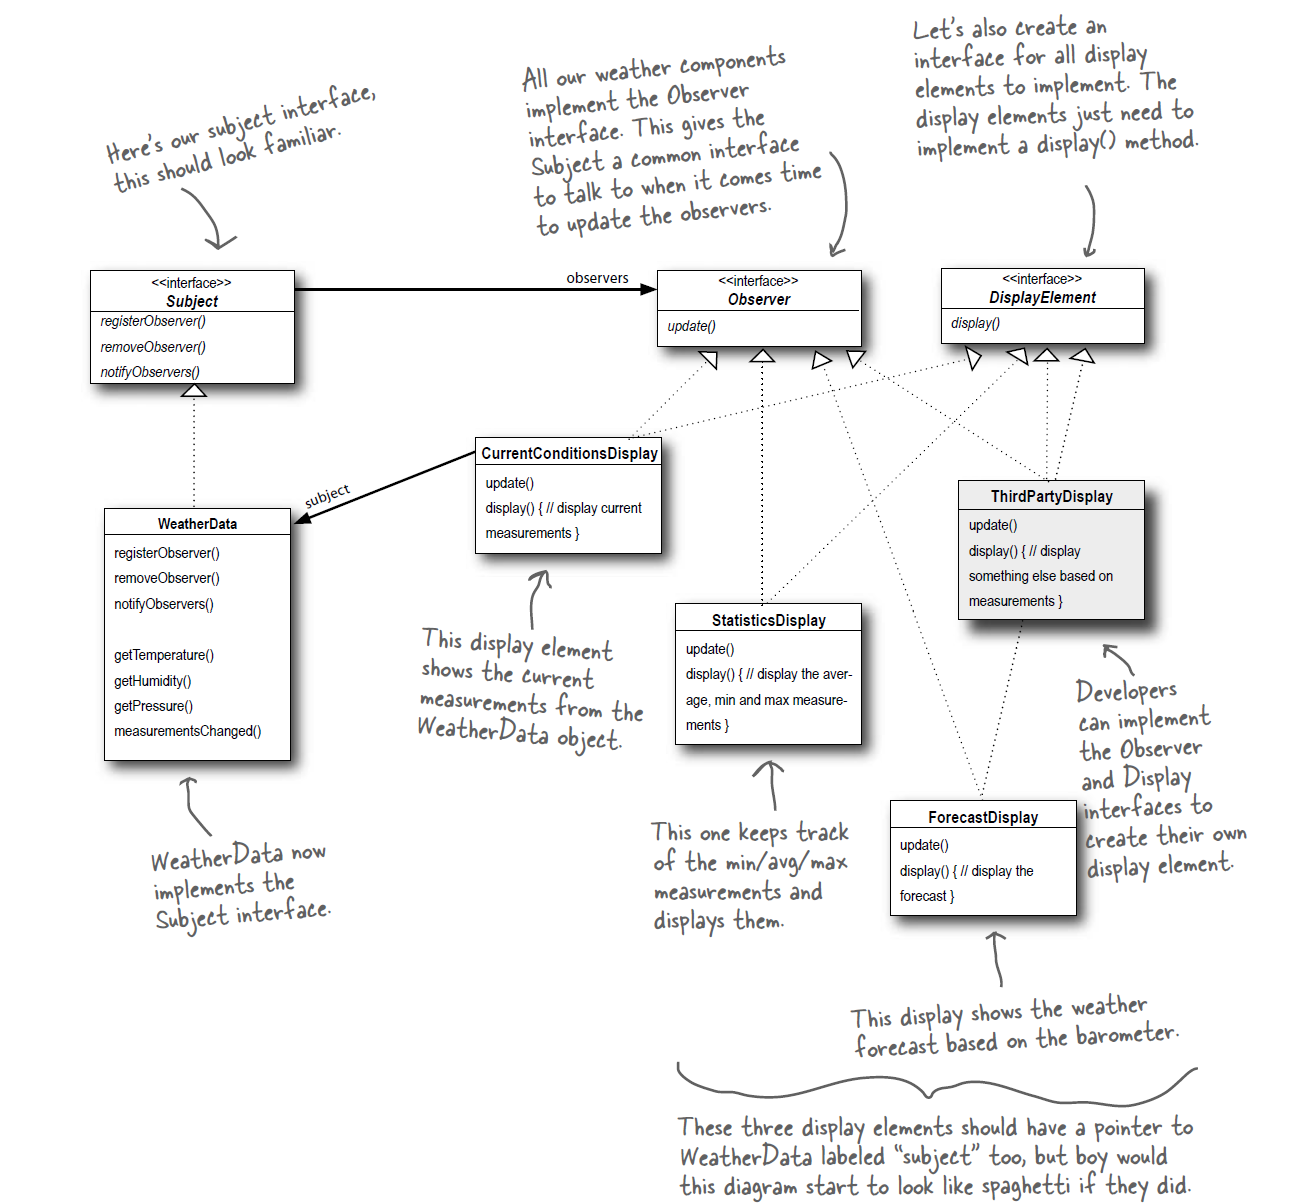 Here's our subject interface,
this should look familiar.
All our weather components
implement the Observer
interface. This gives the
Subject a common interface
to talk to when it comes time
to update the observers.
Let's also create an
interface for all display
elements to implement. The
display elements just need to
implement a display() method.
<<interface>>
Subject
registerObserver()
removeObserver()
notifyObservers()
observers
<<interface>>
Observer
update()
<<interface>>
DisplayElement
display()
subject
WeatherData
registerObserver()
removeObserver()
notifyObservers()
getTemperature()
getHumidity()
getPressure()
measurementsChanged()
CurrentConditionsDisplay
update()
display() { // display current
measurements }
ThirdPartyDisplay
update()
display() { // display
something else based on
measurements }
StatisticsDisplay
update()
display() { // display the aver-
age, min and max measure-
ments }
This display element
shows the current
measurements from the
WeatherData object.
Developers
can implement
the Observer
and Display
interfaces to
create their own
display element.
ForecastDisplay
update()
display() { // display the
forecast }
WeatherData now
implements the
Subject interface.
This one keeps track
of the min/avg/max
measurements and
displays them.
This display shows the weather
forecast based on the barometer.
These three display elements should have a pointer to
WeatherData labeled "subject" too, but boy would
this diagram start to look like spaghetti if they did.